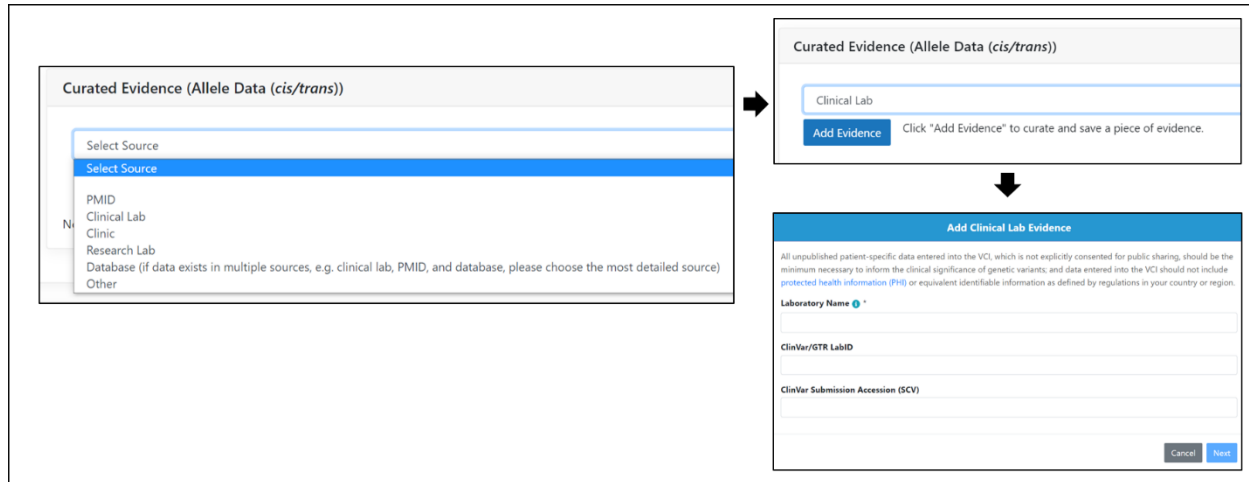 Curated Evidence (Allele Data (cis/trans))
Select Source
Select Source
PMID
Clinical Lab
Clinic
Research Lab
Database (if data exists in multiple sources, e.g. clinical lab, PMID, and database, please choose the most detailed source)
Other
Curated Evidence (Allele Data (cis/trans))
Clinical Lab
Add Evidence Click "Add Evidence" to curate and save a piece of evidence.
Add Clinical Lab Evidence
All unpublished patient-specific data entered into the VCI, which is not explicitly consented for public sharing, should be the
minimum necessary to inform the clinical significance of genetic variants; and data entered into the VCI should not include
protected health information (PHI) or equivalent identifiable information as defined by regulations in your country or region.
Laboratory Name *
ClinVar/GTR LabID
ClinVar Submission Accession (SCV)
Cancel Next